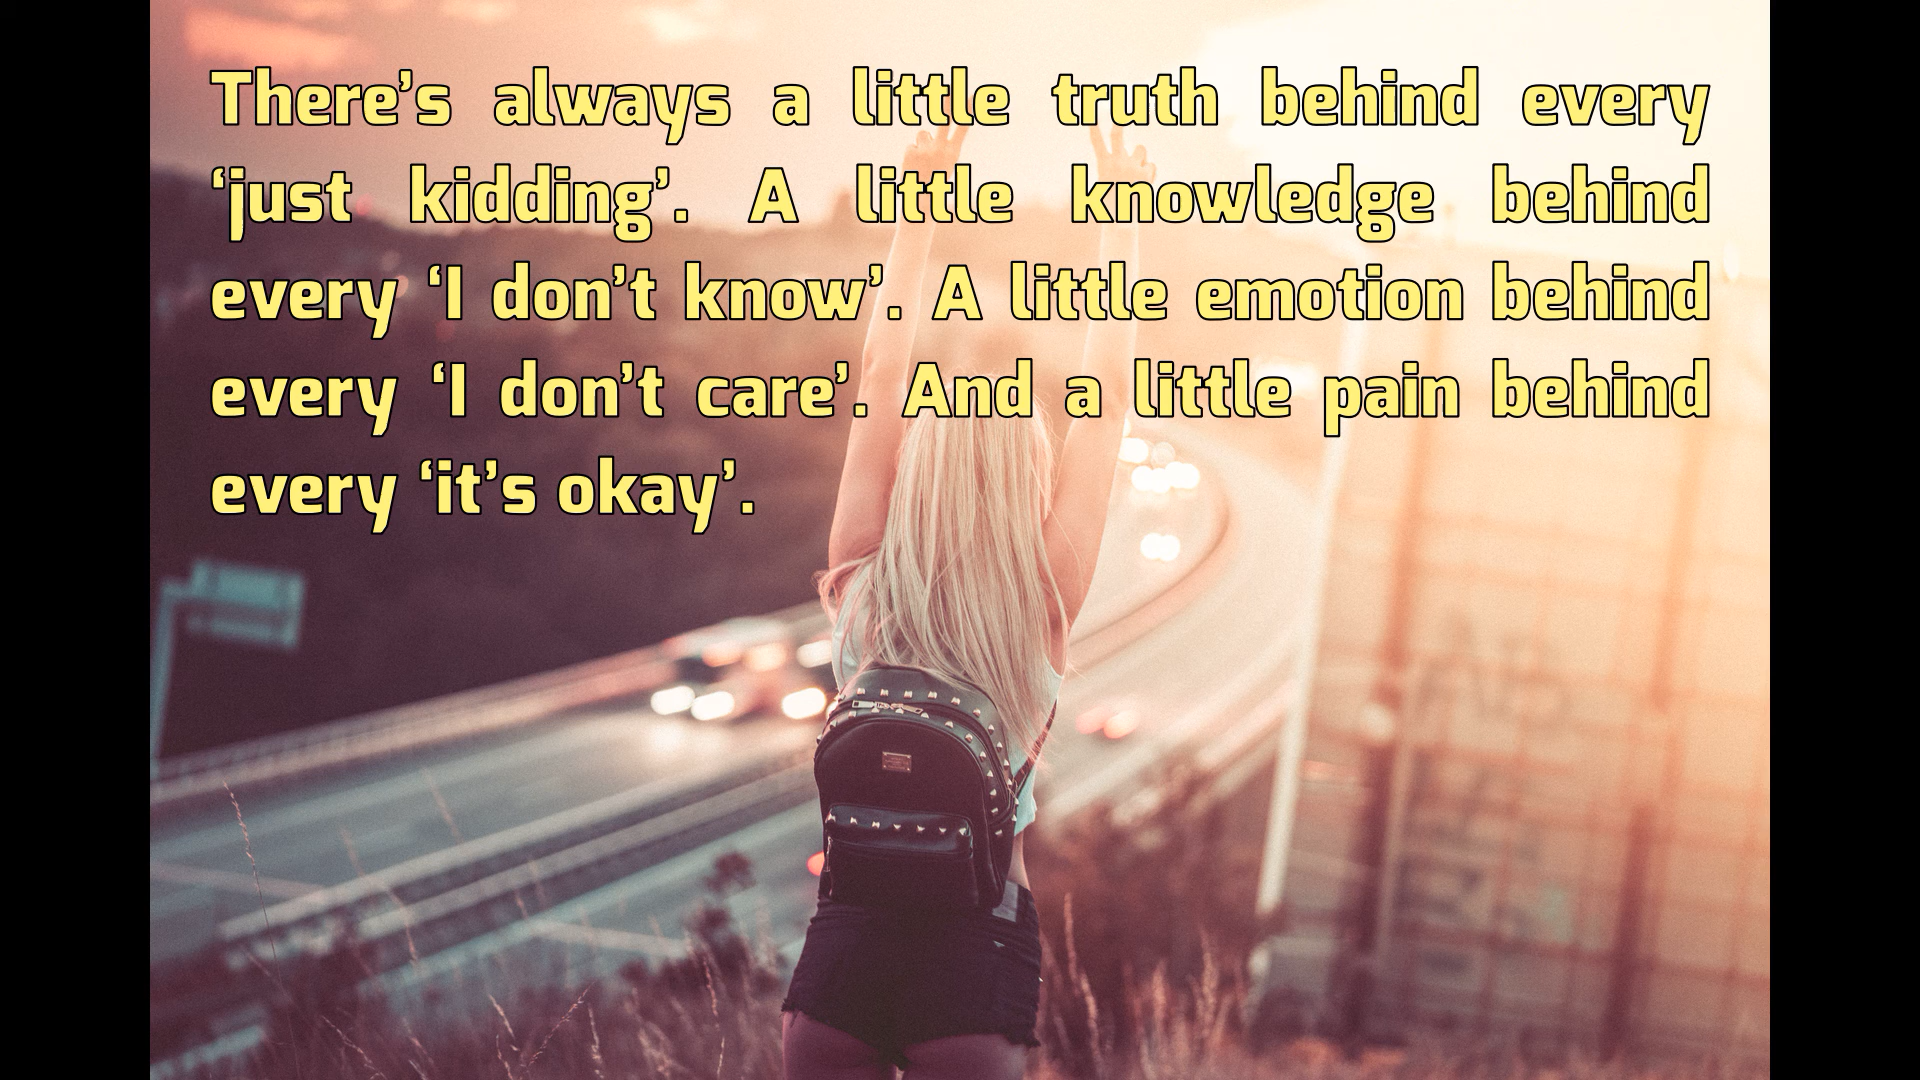 There’s always a little truth behind every
‘just kidding’. A little knowledge behind
every ‘I don’t know’. A little emotion behind
every ‘I don’t care’. And a little pain behind
every ‘it’s okay’.